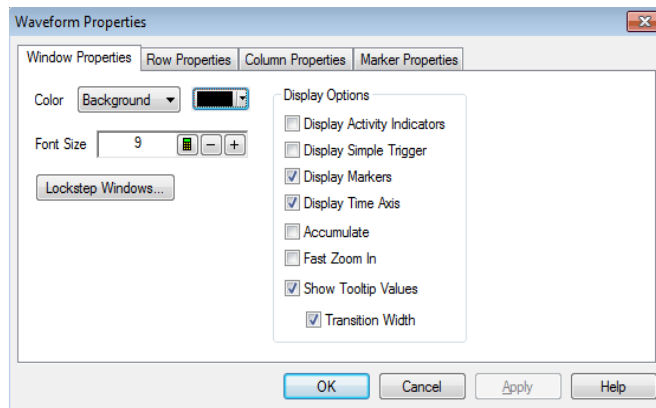 Waveform Properties
Window Properties Row Properties Column Properties Marker Properties
Color Background
Font Size 9
Lockstep Windows...
Display Options
Display Activity Indicators
Display Simple Trigger
Display Markers
Display Time Axis
Accumulate
Fast Zoom In
Show Tooltip Values
Transition Width
OK Cancel Apply Help